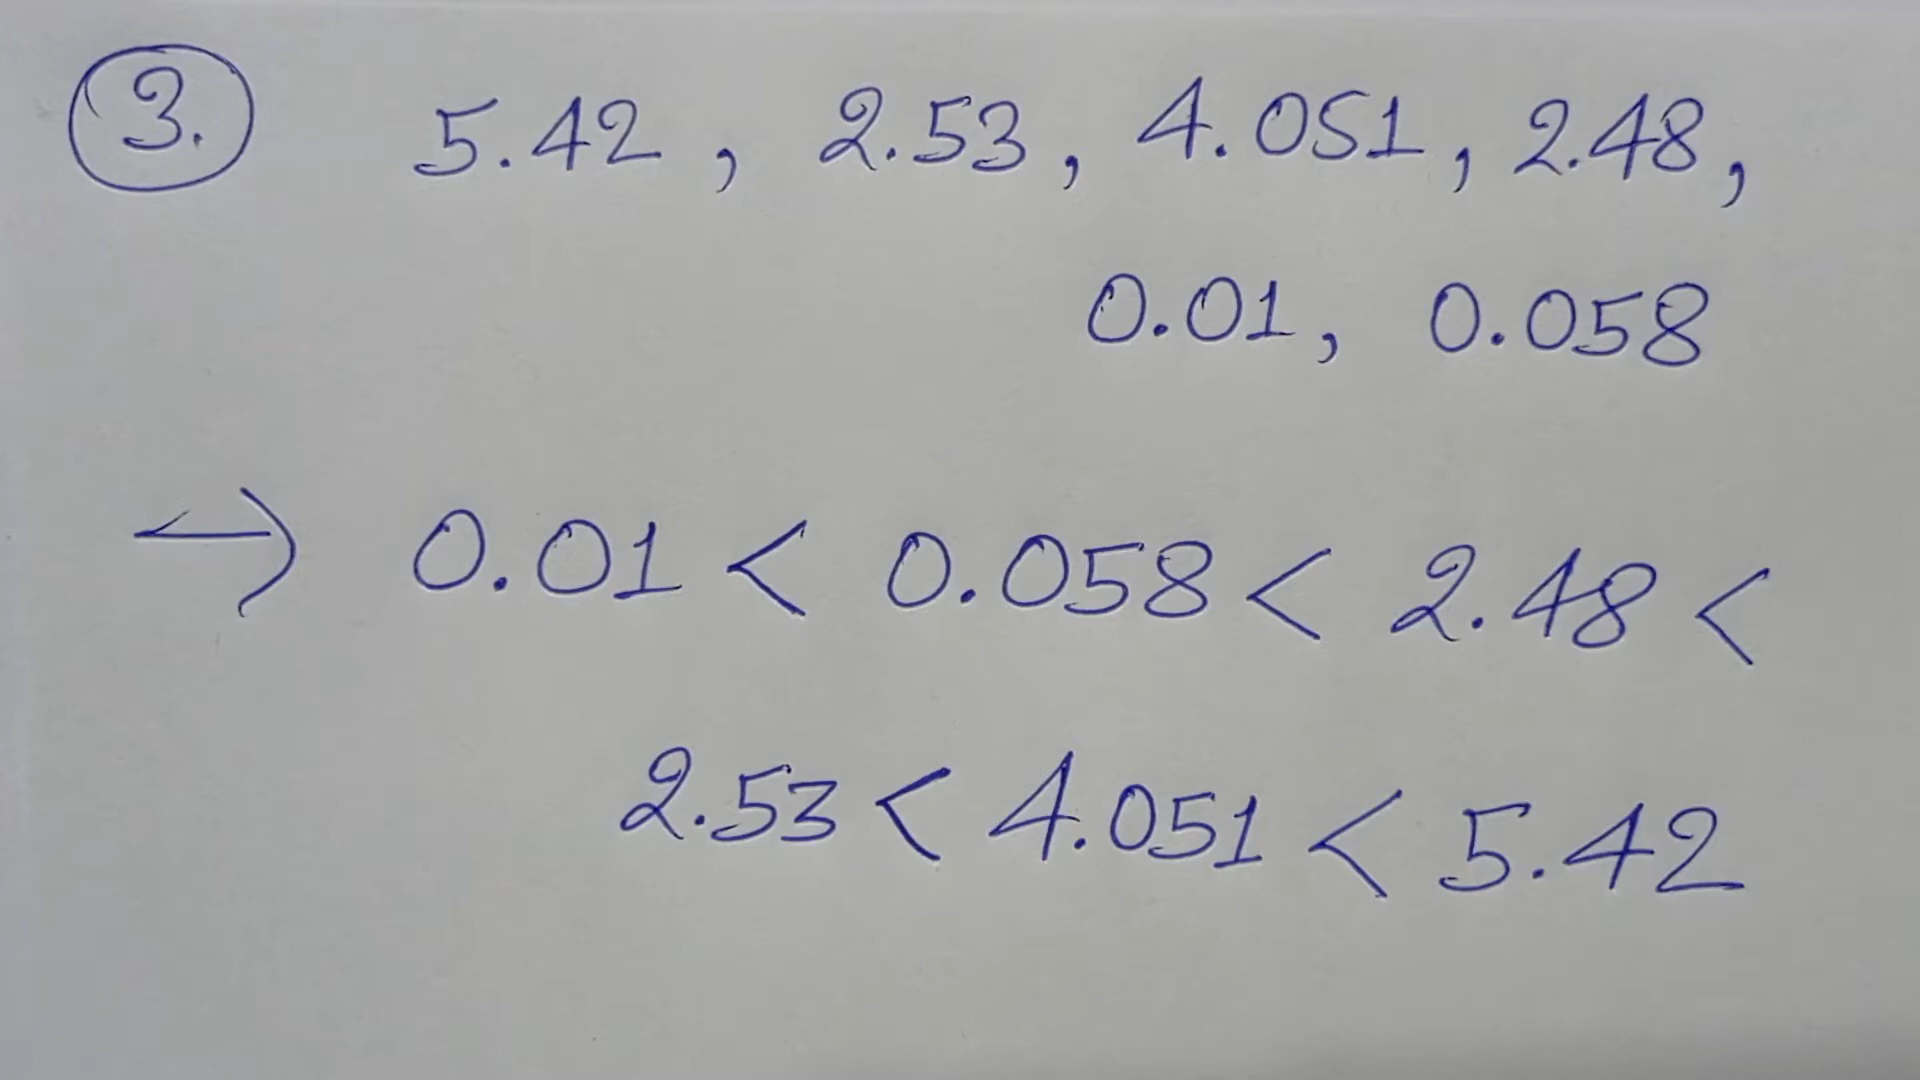 3. 5.42, 2.53, 4.051, 2.48,
0.01, 0.058
→ 0.01 < 0.058 < 2.48 <
2.53 < 4.051 < 5.42